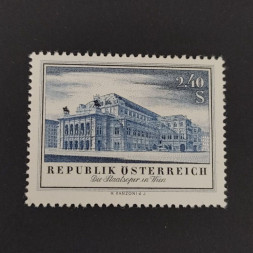 2.40
S
REPUBLIK ÖSTERREICH
Die Staatsoper in Wien